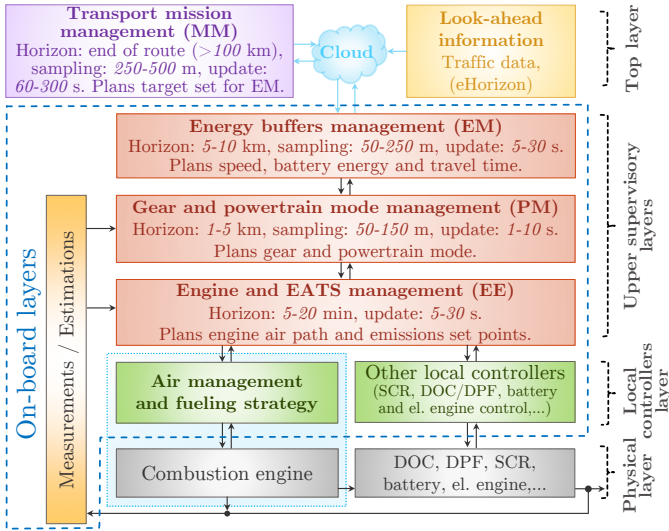 Transport mission
management (MM)
Horizon: end of route (>100 km),
sampling: 250-500 m, update:
60-300 s. Plans target set for EM.
Cloud
Look-ahead
information
Traffic data,
(eHorizon)
Top layer
Energy buffers management (EM)
Horizon: 5-10 km, sampling: 50-250 m, update: 5-30 s.
Plans speed, battery energy and travel time.
Gear and powertrain mode management (PM)
Horizon: 1-5 km, sampling: 50-150 m, update: 1-10 s.
Plans gear and powertrain mode.
Engine and EATS management (EE)
Horizon: 5-20 min, update: 5-30 s.
Plans engine air path and emissions set points.
Upper supervisory
layers
On-board layers
Measurements / Estimations
Air management
and fueling strategy
Other local controllers
(SCR, DOC/DPF, battery
and el. engine control,...)
Local controllers
layer
Combustion engine
DOC, DPF, SCR,
battery, el. engine,...
Physical
layer